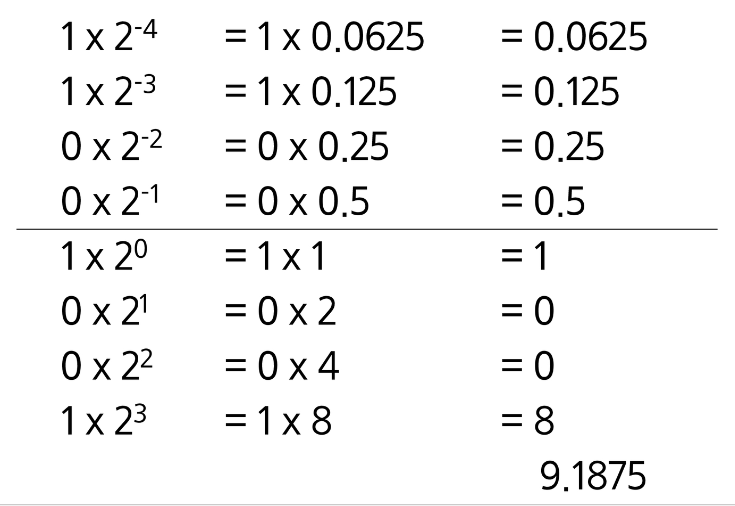 1 x 2⁻⁴ = 1 x 0.0625 = 0.0625
1 x 2⁻³ = 1 x 0.125 = 0.125
0 x 2⁻² = 0 x 0.25 = 0.25
0 x 2⁻¹ = 0 x 0.5 = 0.5
1 x 2⁰ = 1 x 1 = 1
0 x 2¹ = 0 x 2 = 0
0 x 2² = 0 x 4 = 0
1 x 2³ = 1 x 8 = 8
9.1875